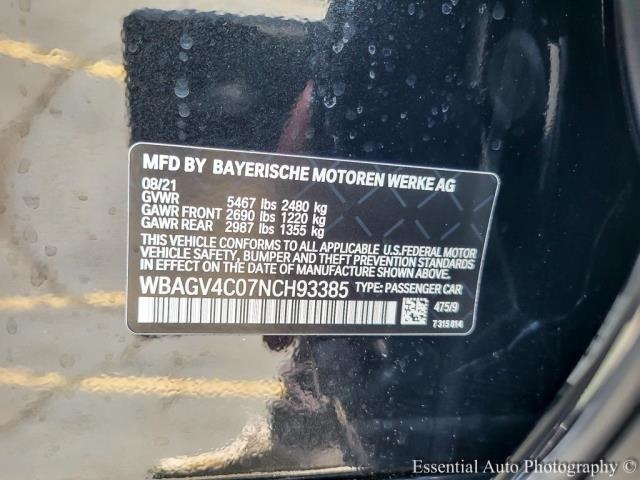 MFD BY BAYERISCHE MOTOREN WERKE AG
08/21
GVWR 5467 lbs 2480 kg
GAWR FRONT 2690 lbs 1220 kg
GAWR REAR 2987 lbs 1355 kg
THIS VEHICLE CONFORMS TO ALL APPLICABLE U.S.FEDERAL MOTOR
VEHICLE SAFETY, BUMPER AND THEFT PREVENTION STANDARDS
IN EFFECT ON THE DATE OF MANUFACTURE SHOWN ABOVE.
WBAGV4C07NCH93385 TYPE: PASSENGER CAR
475/9
7 315 014
Essential Auto Photography ©